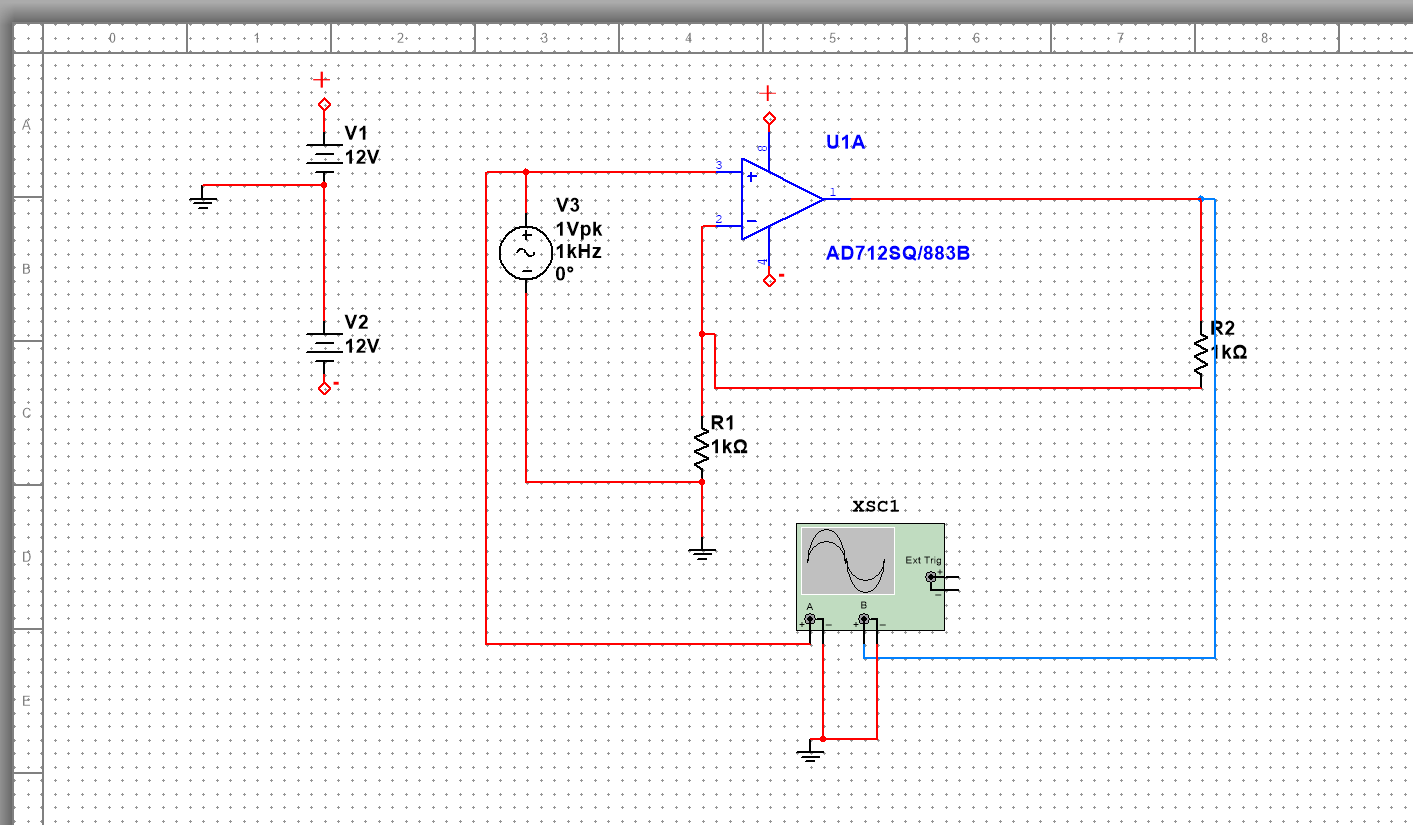 0 1 2 3 4 5 6 7 8
A
B
C
D
E
+
V1
12V
V2
12V
-
V3
1Vpk
1kHz
0°
+
U1A
8
3
2
1
4
-
AD712SQ/883B
R2
1kΩ
R1
1kΩ
XSC1
Ext Trig
+
–
A
B
+ – + –